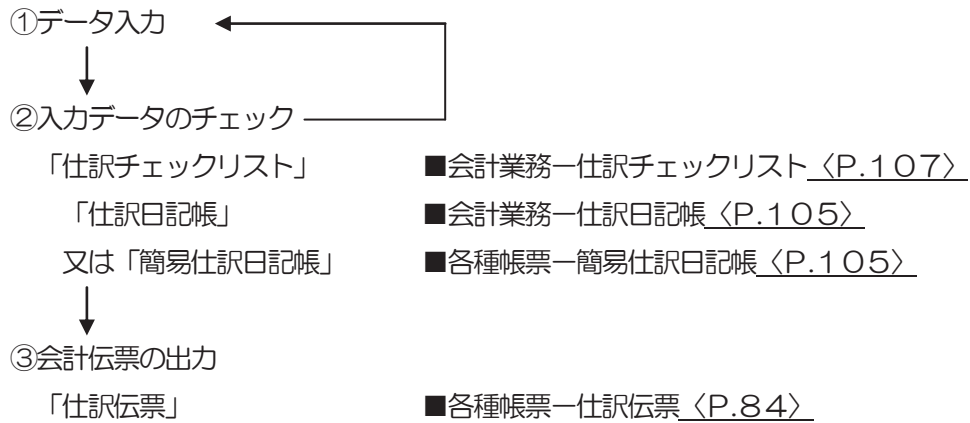 ①データ入力
②入力データのチェック
「仕訳チェックリスト」 ■会計業務ー仕訳チェックリスト〈P.107〉
「仕訳日記帳」 ■会計業務ー仕訳日記帳〈P.105〉
又は「簡易仕訳日記帳」 ■各種帳票ー簡易仕訳日記帳〈P.105〉
③会計伝票の出力
「仕訳伝票」 ■各種帳票ー仕訳伝票〈P.84〉